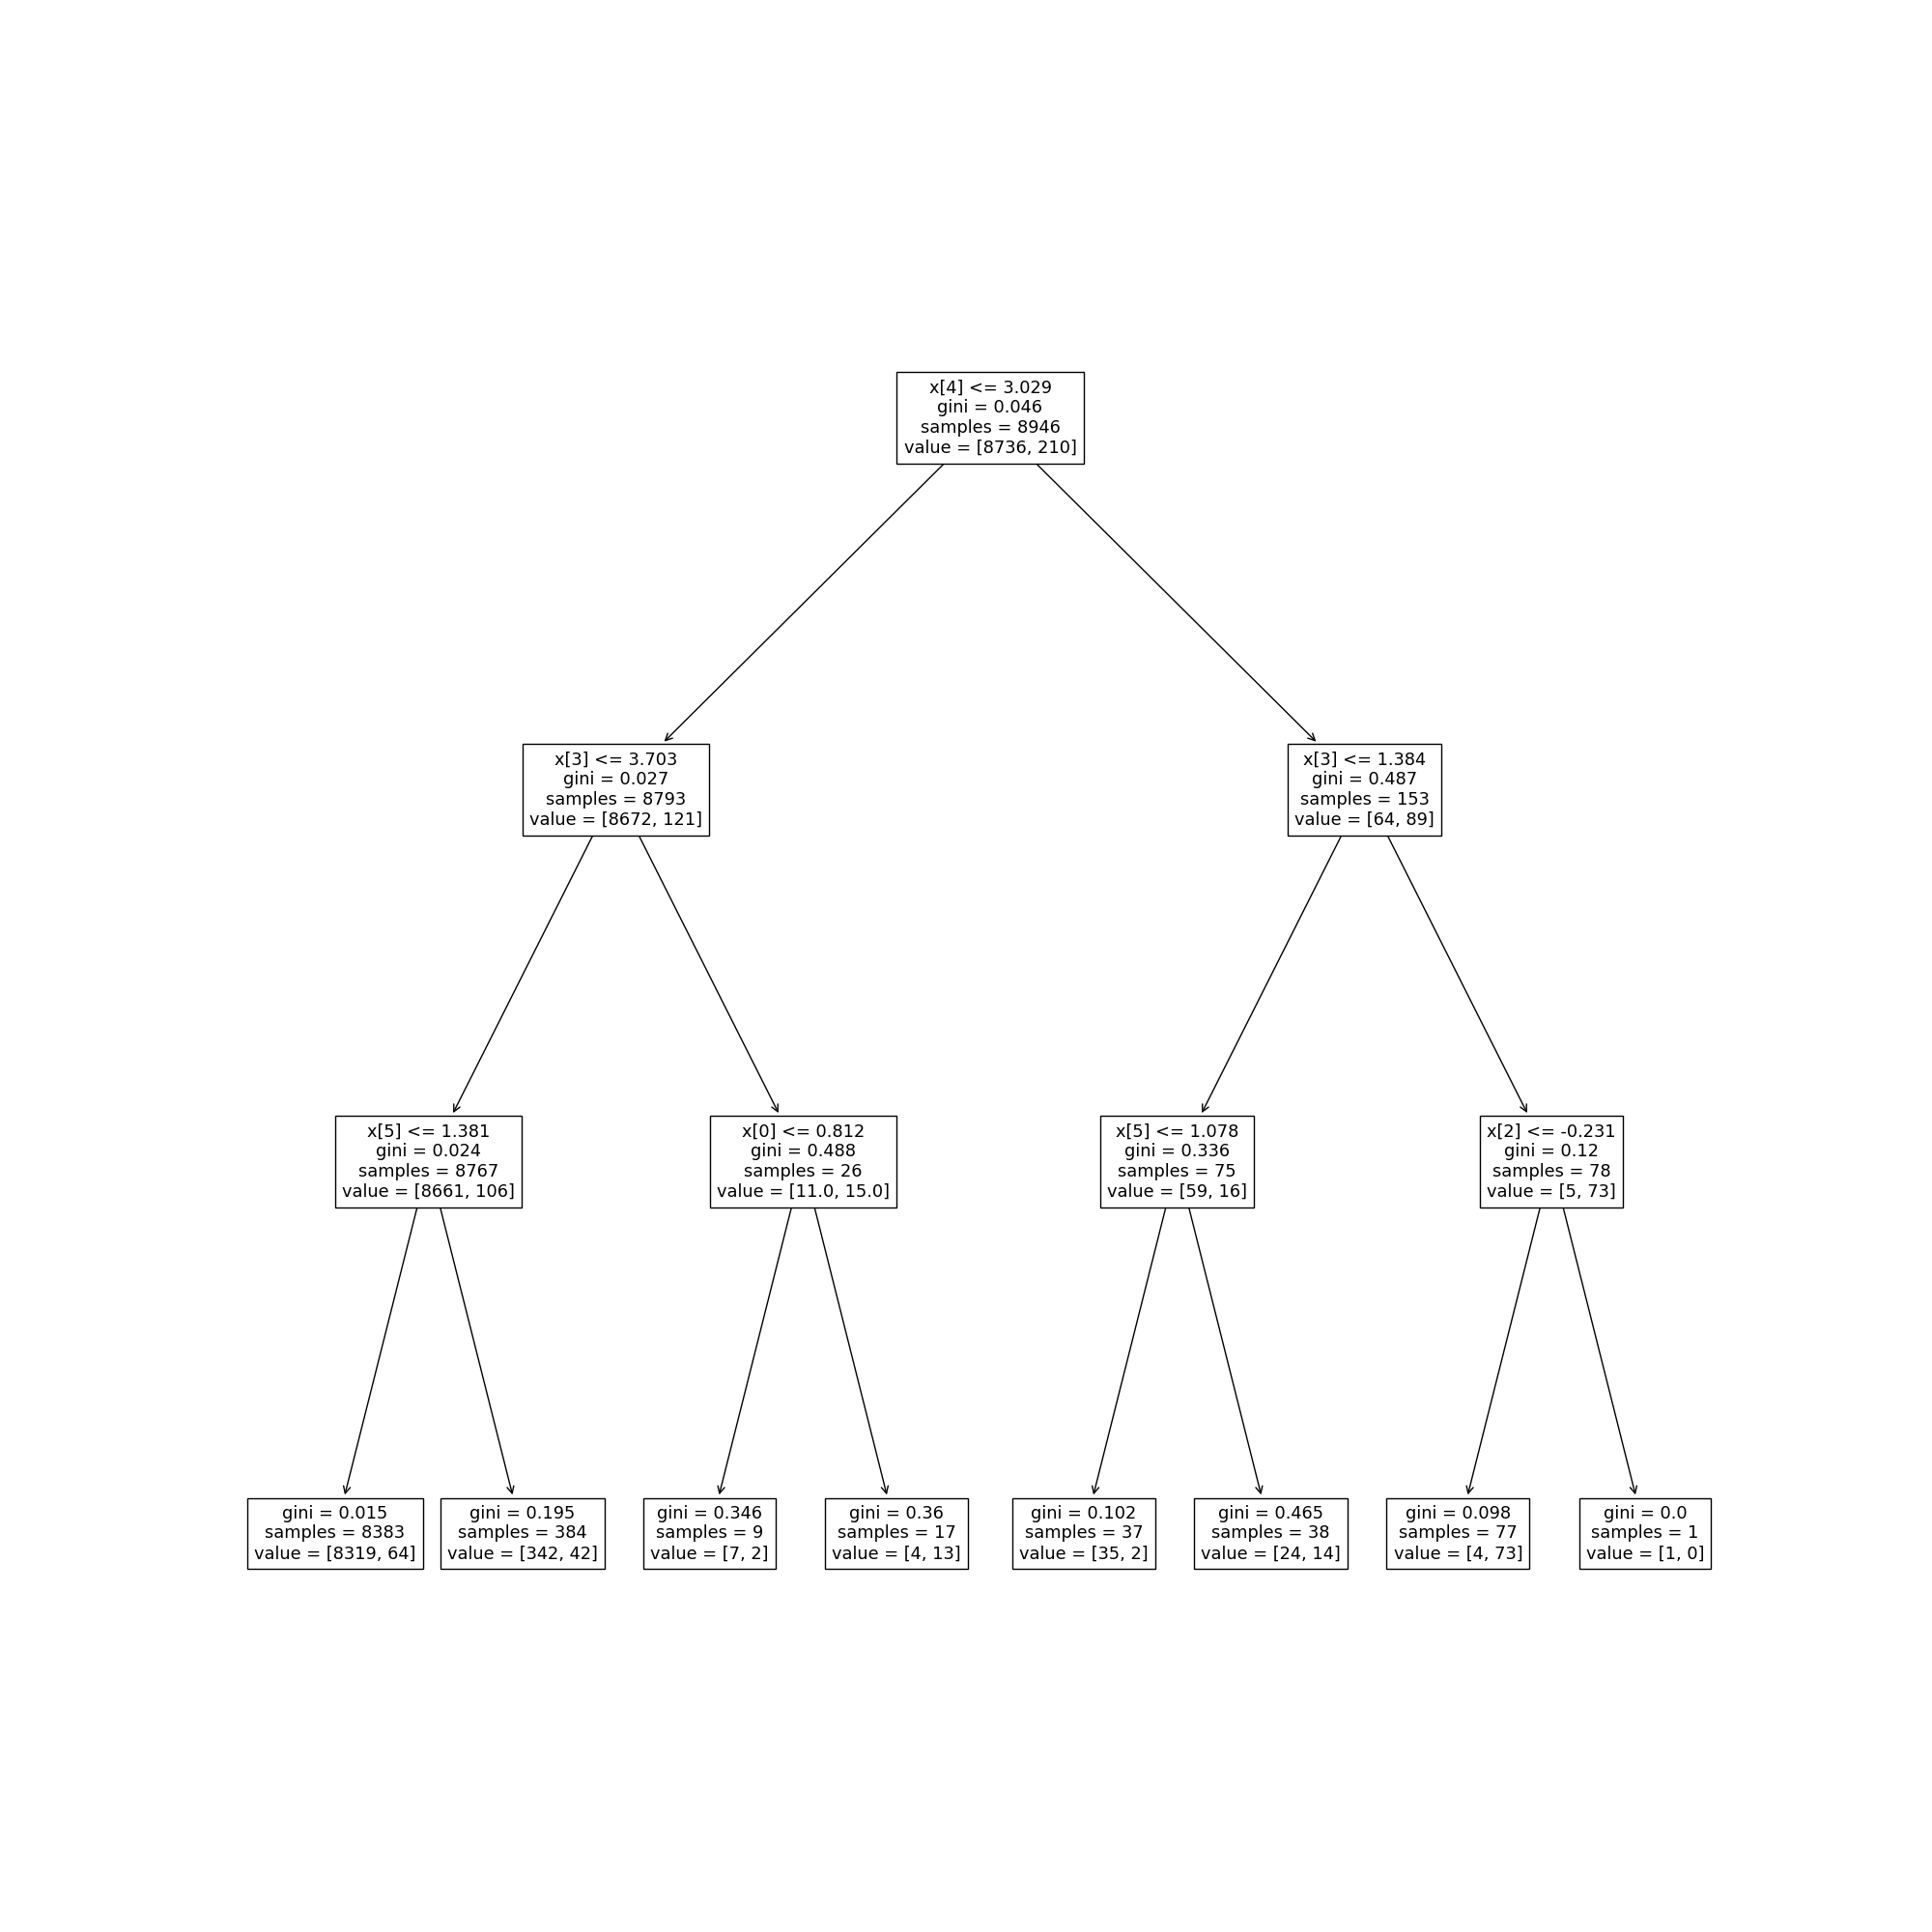 x[4] <= 3.029
gini = 0.046
samples = 8946
value = [8736, 210]
x[3] <= 3.703
gini = 0.027
samples = 8793
value = [8672, 121]
x[3] <= 1.384
gini = 0.487
samples = 153
value = [64, 89]
x[5] <= 1.381
gini = 0.024
samples = 8767
value = [8661, 106]
x[0] <= 0.812
gini = 0.488
samples = 26
value = [11.0, 15.0]
x[5] <= 1.078
gini = 0.336
samples = 75
value = [59, 16]
x[2] <= -0.231
gini = 0.12
samples = 78
value = [5, 73]
gini = 0.015
samples = 8383
value = [8319, 64]
gini = 0.195
samples = 384
value = [342, 42]
gini = 0.346
samples = 9
value = [7, 2]
gini = 0.36
samples = 17
value = [4, 13]
gini = 0.102
samples = 37
value = [35, 2]
gini = 0.465
samples = 38
value = [24, 14]
gini = 0.098
samples = 77
value = [4, 73]
gini = 0.0
samples = 1
value = [1, 0]